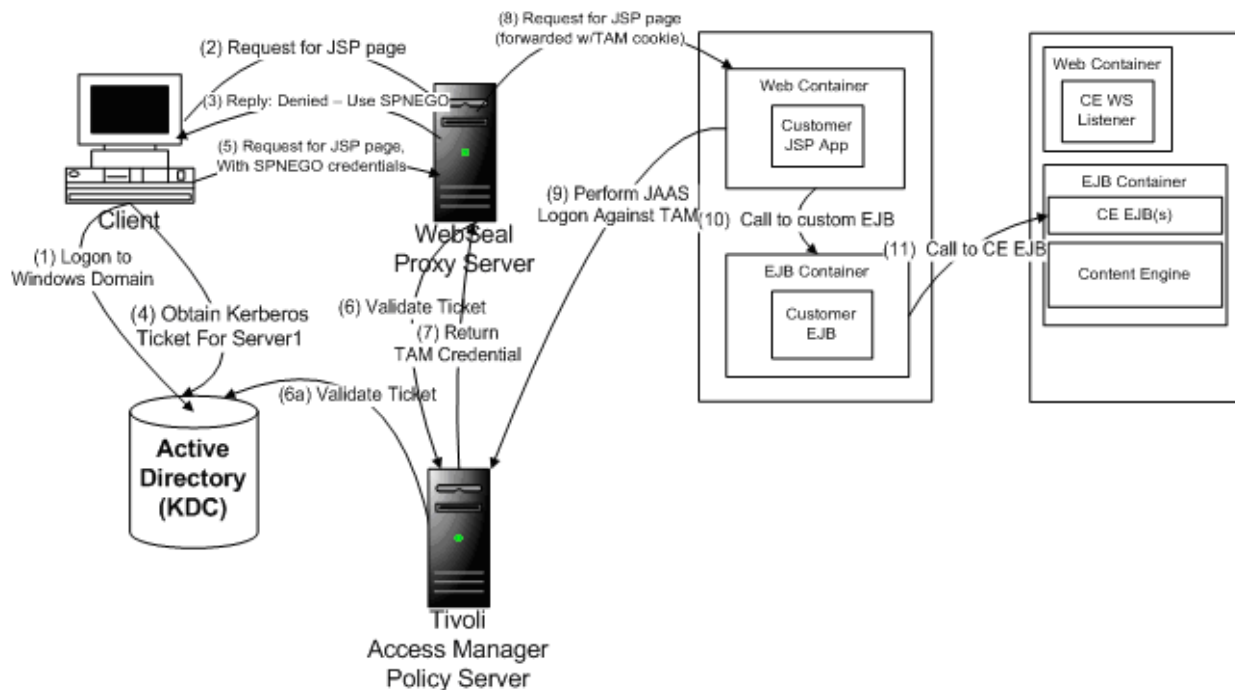 (8) Request for JSP page
(forwarded w/TAM cookie)
(2) Request for JSP page
(3) Reply: Denied – Use SPNEGO
(5) Request for JSP page,
With SPNEGO credentials
Client
WebSeal
Proxy Server
(1) Logon to
Windows Domain
(4) Obtain Kerberos
Ticket For Server1
(6) Validate Ticket
(7) Return
TAM Credential
(6a) Validate Ticket
Active
Directory
(KDC)
Tivoli
Access Manager
Policy Server
(9) Perform JAAS
Logon Against TAM
Web Container
Customer
JSP App
(10) Call to custom EJB
EJB Container
Customer
EJB
(11) Call to CE EJB
Web Container
CE WS
Listener
EJB Container
CE EJB(s)
Content Engine